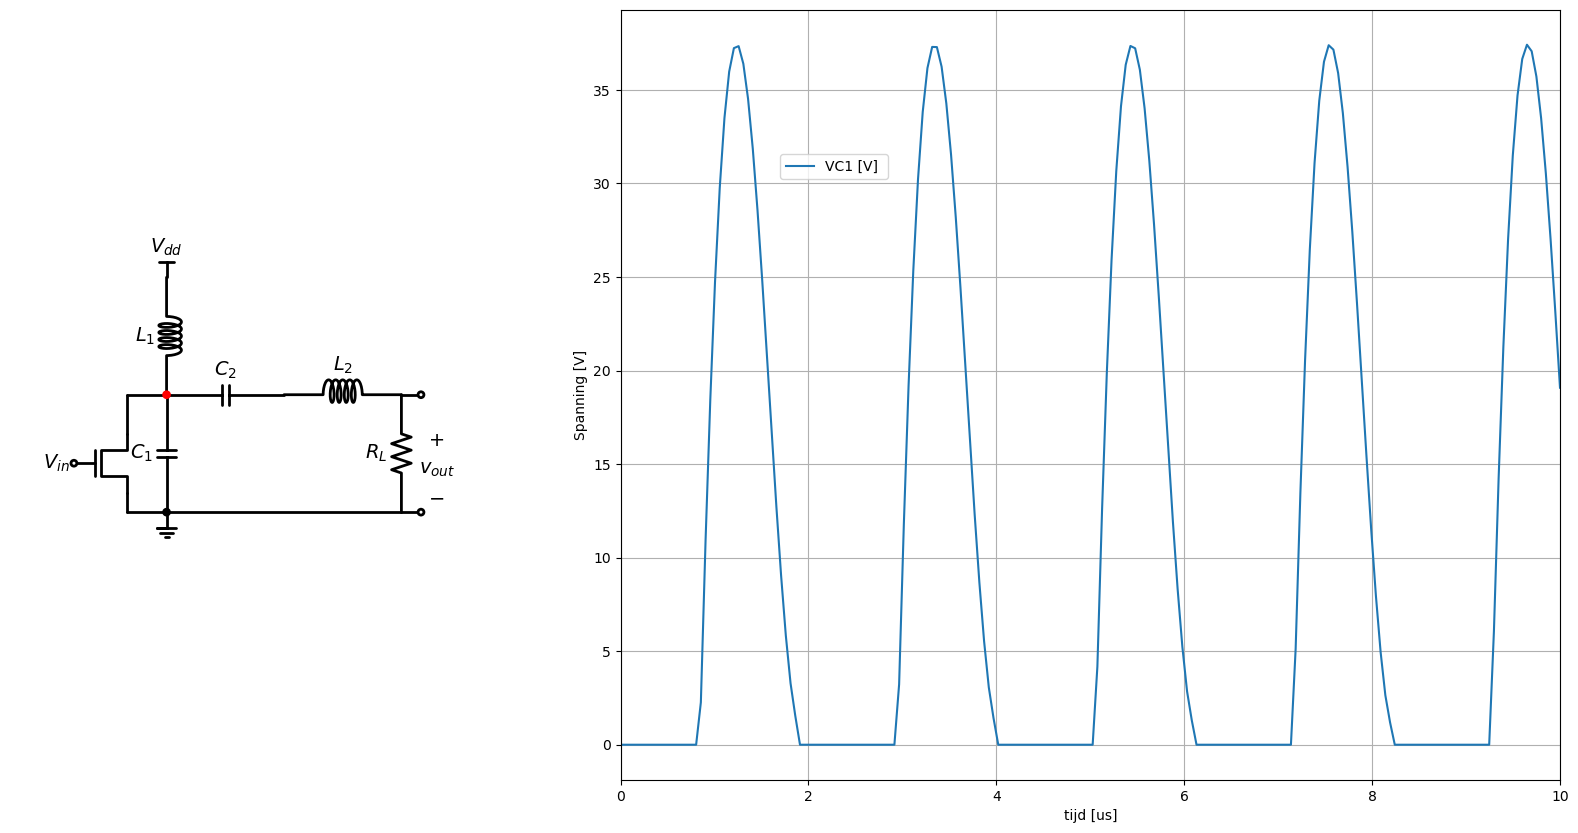 V_dd
L_1
C_2
L_2
V_in
C_1
R_L
+
v_out
−
35
30
25
20
15
10
5
0
Spanning [V]
VC1 [V]
0 2 4 6 8 10
tijd [us]